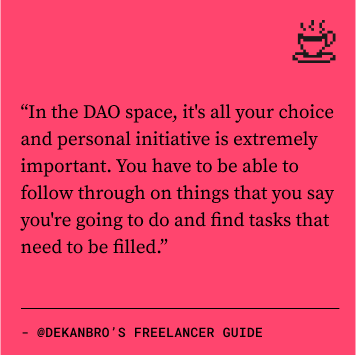 “In the DAO space, it's all your choice
and personal initiative is extremely
important. You have to be able to
follow through on things that you say
you're going to do and find tasks that
need to be filled.”
- @DEKANBRO’S FREELANCER GUIDE